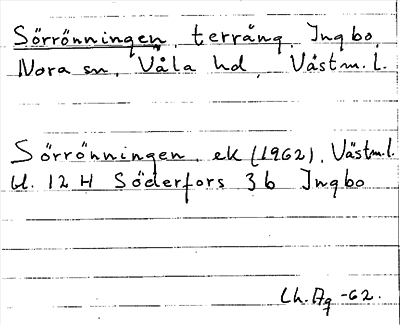 Sörrönningen, terräng, Ingbo,
Nora sn, Våla hd, Västm.l.
Sörrönningen, ek (1962), Västm.l.
bl. 12 H Söderfors 3b Ingbo
Lh.Ag -62.